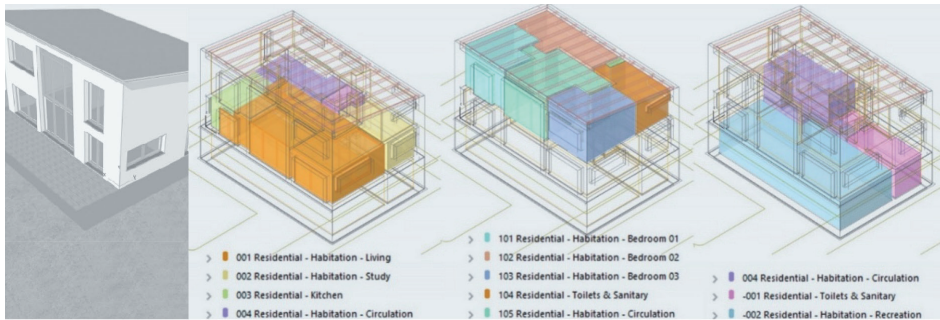 001 Residential - Habitation - Living
002 Residential - Habitation - Study
003 Residential - Kitchen
004 Residential - Habitation - Circulation
101 Residential - Habitation - Bedroom 01
102 Residential - Habitation - Bedroom 02
103 Residential - Habitation - Bedroom 03
104 Residential - Toilets & Sanitary
105 Residential - Habitation - Circulation
004 Residential - Habitation - Circulation
-001 Residential - Toilets & Sanitary
-002 Residential - Habitation - Recreation